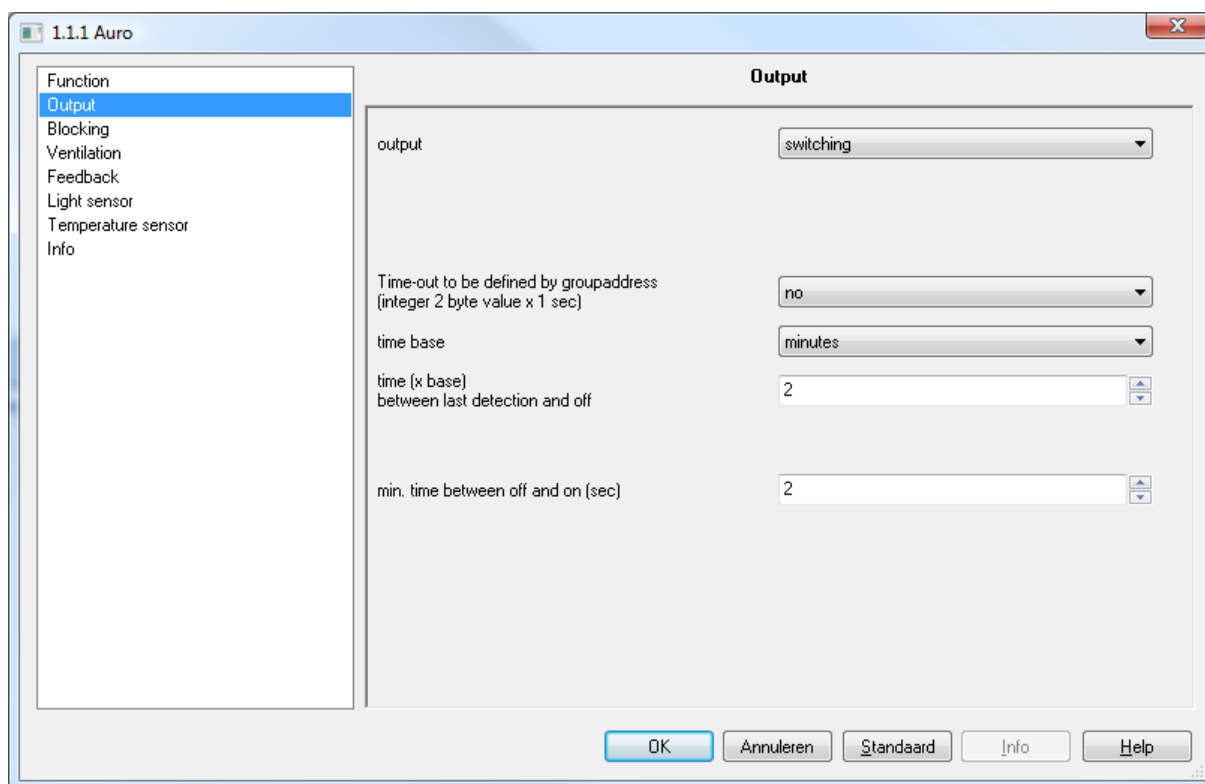 1.1.1 Auro
Function
Output
Blocking
Ventilation
Feedback
Light sensor
Temperature sensor
Info
Output
output
switching
Time-out to be defined by groupaddress
(integer 2 byte value x 1 sec)
no
time base
minutes
time (x base)
between last detection and off
2
min. time between off and on (sec)
2
OK
Annuleren
Standaard
Info
Help